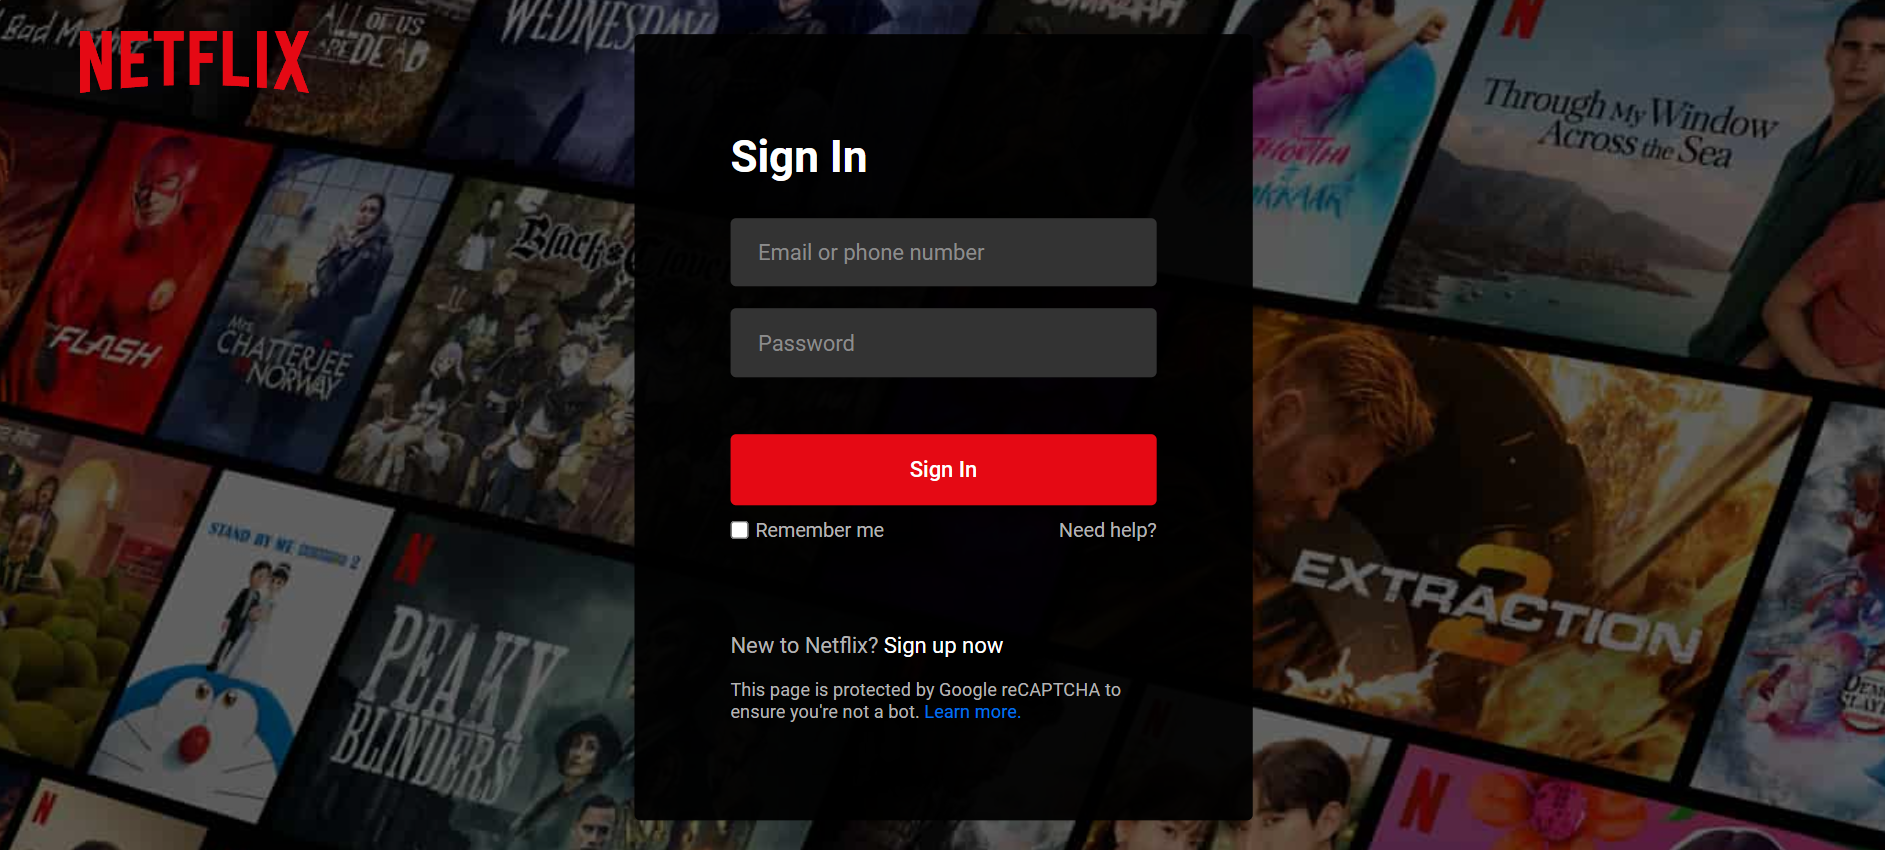 Bad
ALL OF US
ARE DEAD
WEDNESDAY
NETFLIX
N
Through My Window
Across the Sea
Sign In
Email or phone number
Black Clover
FLASH
Mrs.
CHATTERJEE
NORWAY
Password
Sign In
Remember me
Need help?
STAND BY ME 2
N
EXTRACTION
2
PEAKY
BLINDERS
New to Netflix? Sign up now
This page is protected by Google reCAPTCHA to
ensure you're not a bot. Learn more.
N
N